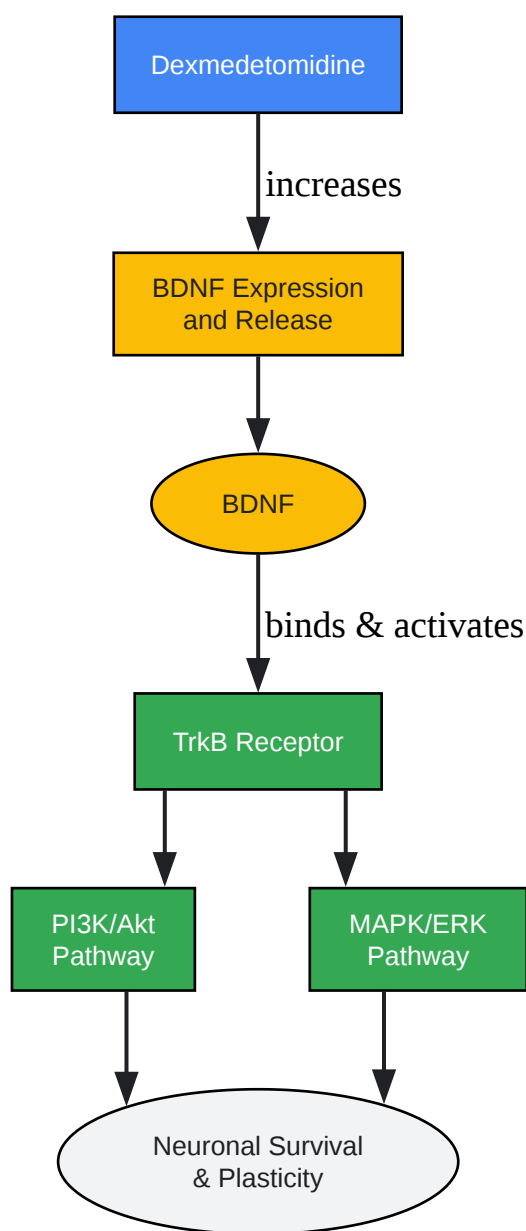 Dexmedetomidine
increases
BDNF Expression
and Release
BDNF
binds & activates
TrkB Receptor
PI3K/Akt
Pathway
MAPK/ERK
Pathway
Neuronal Survival
& Plasticity